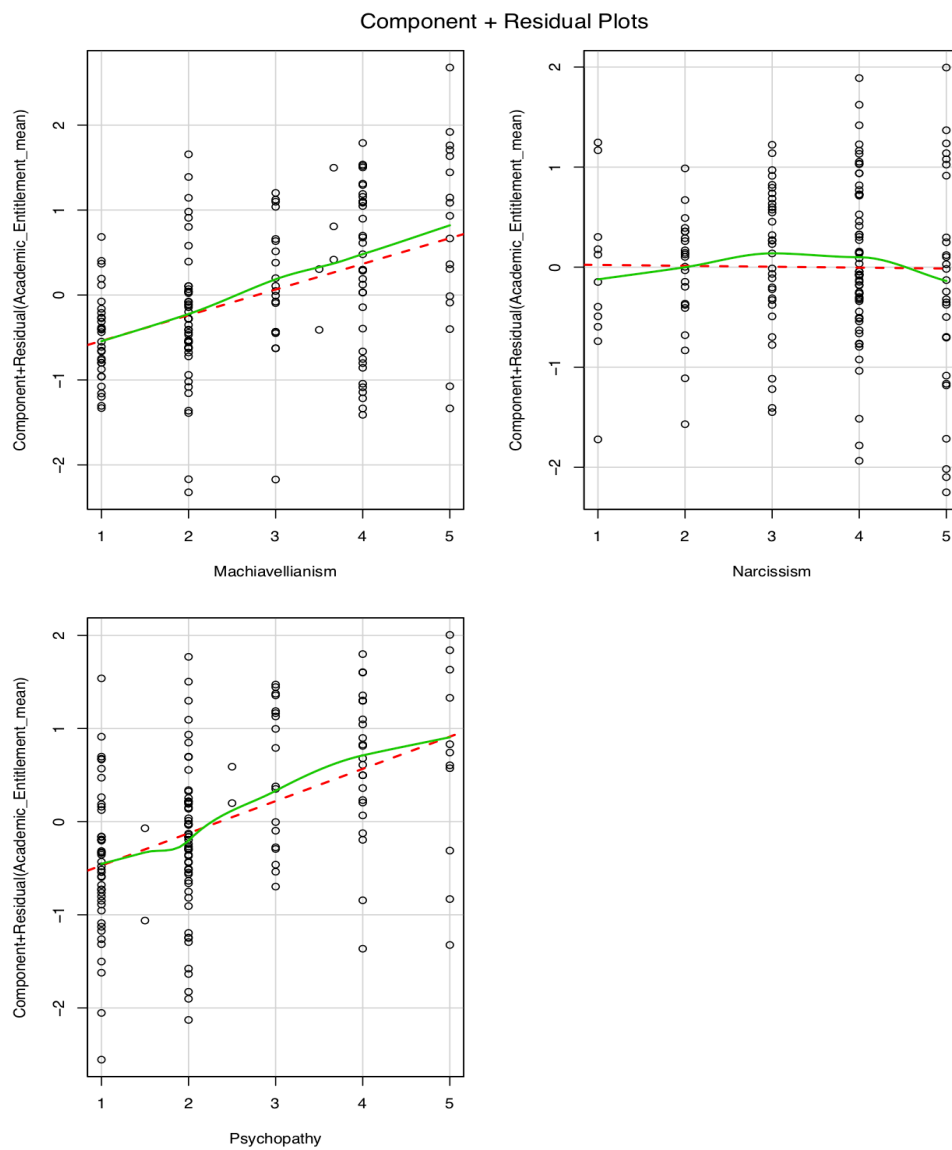 Component + Residual Plots
Component+Residual(Academic_Entitlement_mean)
2
1
0
−1
−2
1 2 3 4 5
Machiavellianism
Component+Residual(Academic_Entitlement_mean)
2
1
0
−1
−2
1 2 3 4 5
Narcissism
Component+Residual(Academic_Entitlement_mean)
2
1
0
−1
−2
1 2 3 4 5
Psychopathy